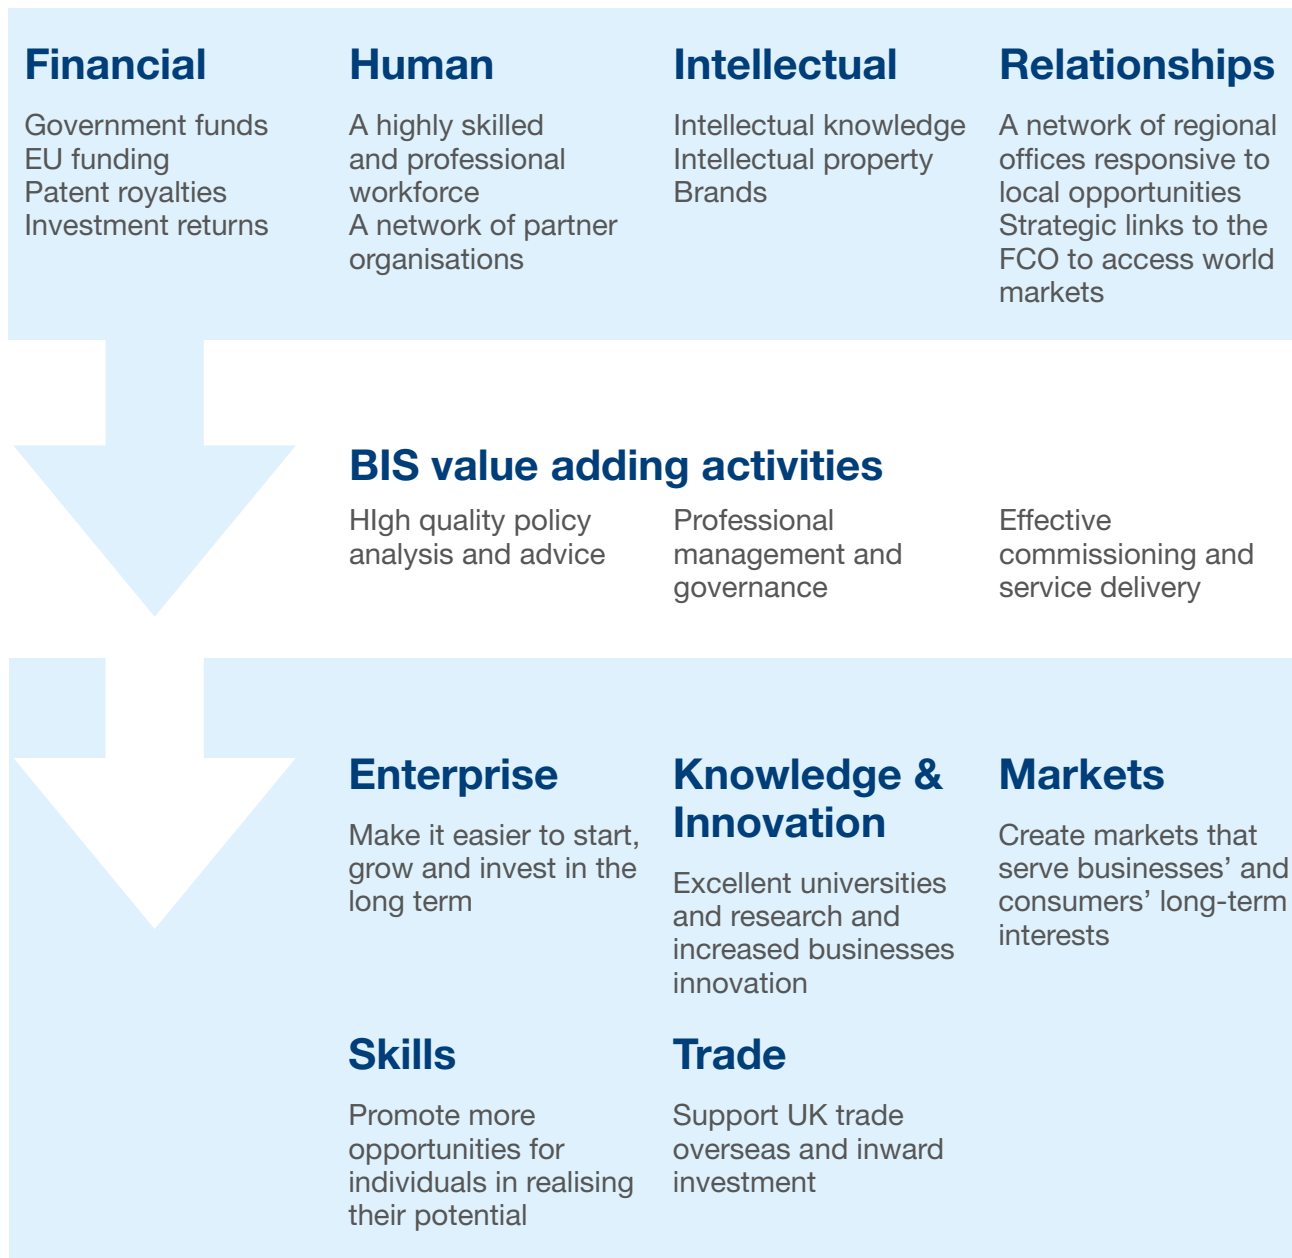 Financial
Government funds
EU funding
Patent royalties
Investment returns
Human
A highly skilled
and professional
workforce
A network of partner
organisations
Intellectual
Intellectual knowledge
Intellectual property
Brands
Relationships
A network of regional
offices responsive to
local opportunities
Strategic links to the
FCO to access world
markets
BIS value adding activities
HIgh quality policy
analysis and advice
Professional
management and
governance
Effective
commissioning and
service delivery
Enterprise
Make it easier to start,
grow and invest in the
long term
Knowledge &
Innovation
Excellent universities
and research and
increased businesses
innovation
Markets
Create markets that
serve businesses’ and
consumers’ long-term
interests
Skills
Promote more
opportunities for
individuals in realising
their potential
Trade
Support UK trade
overseas and inward
investment